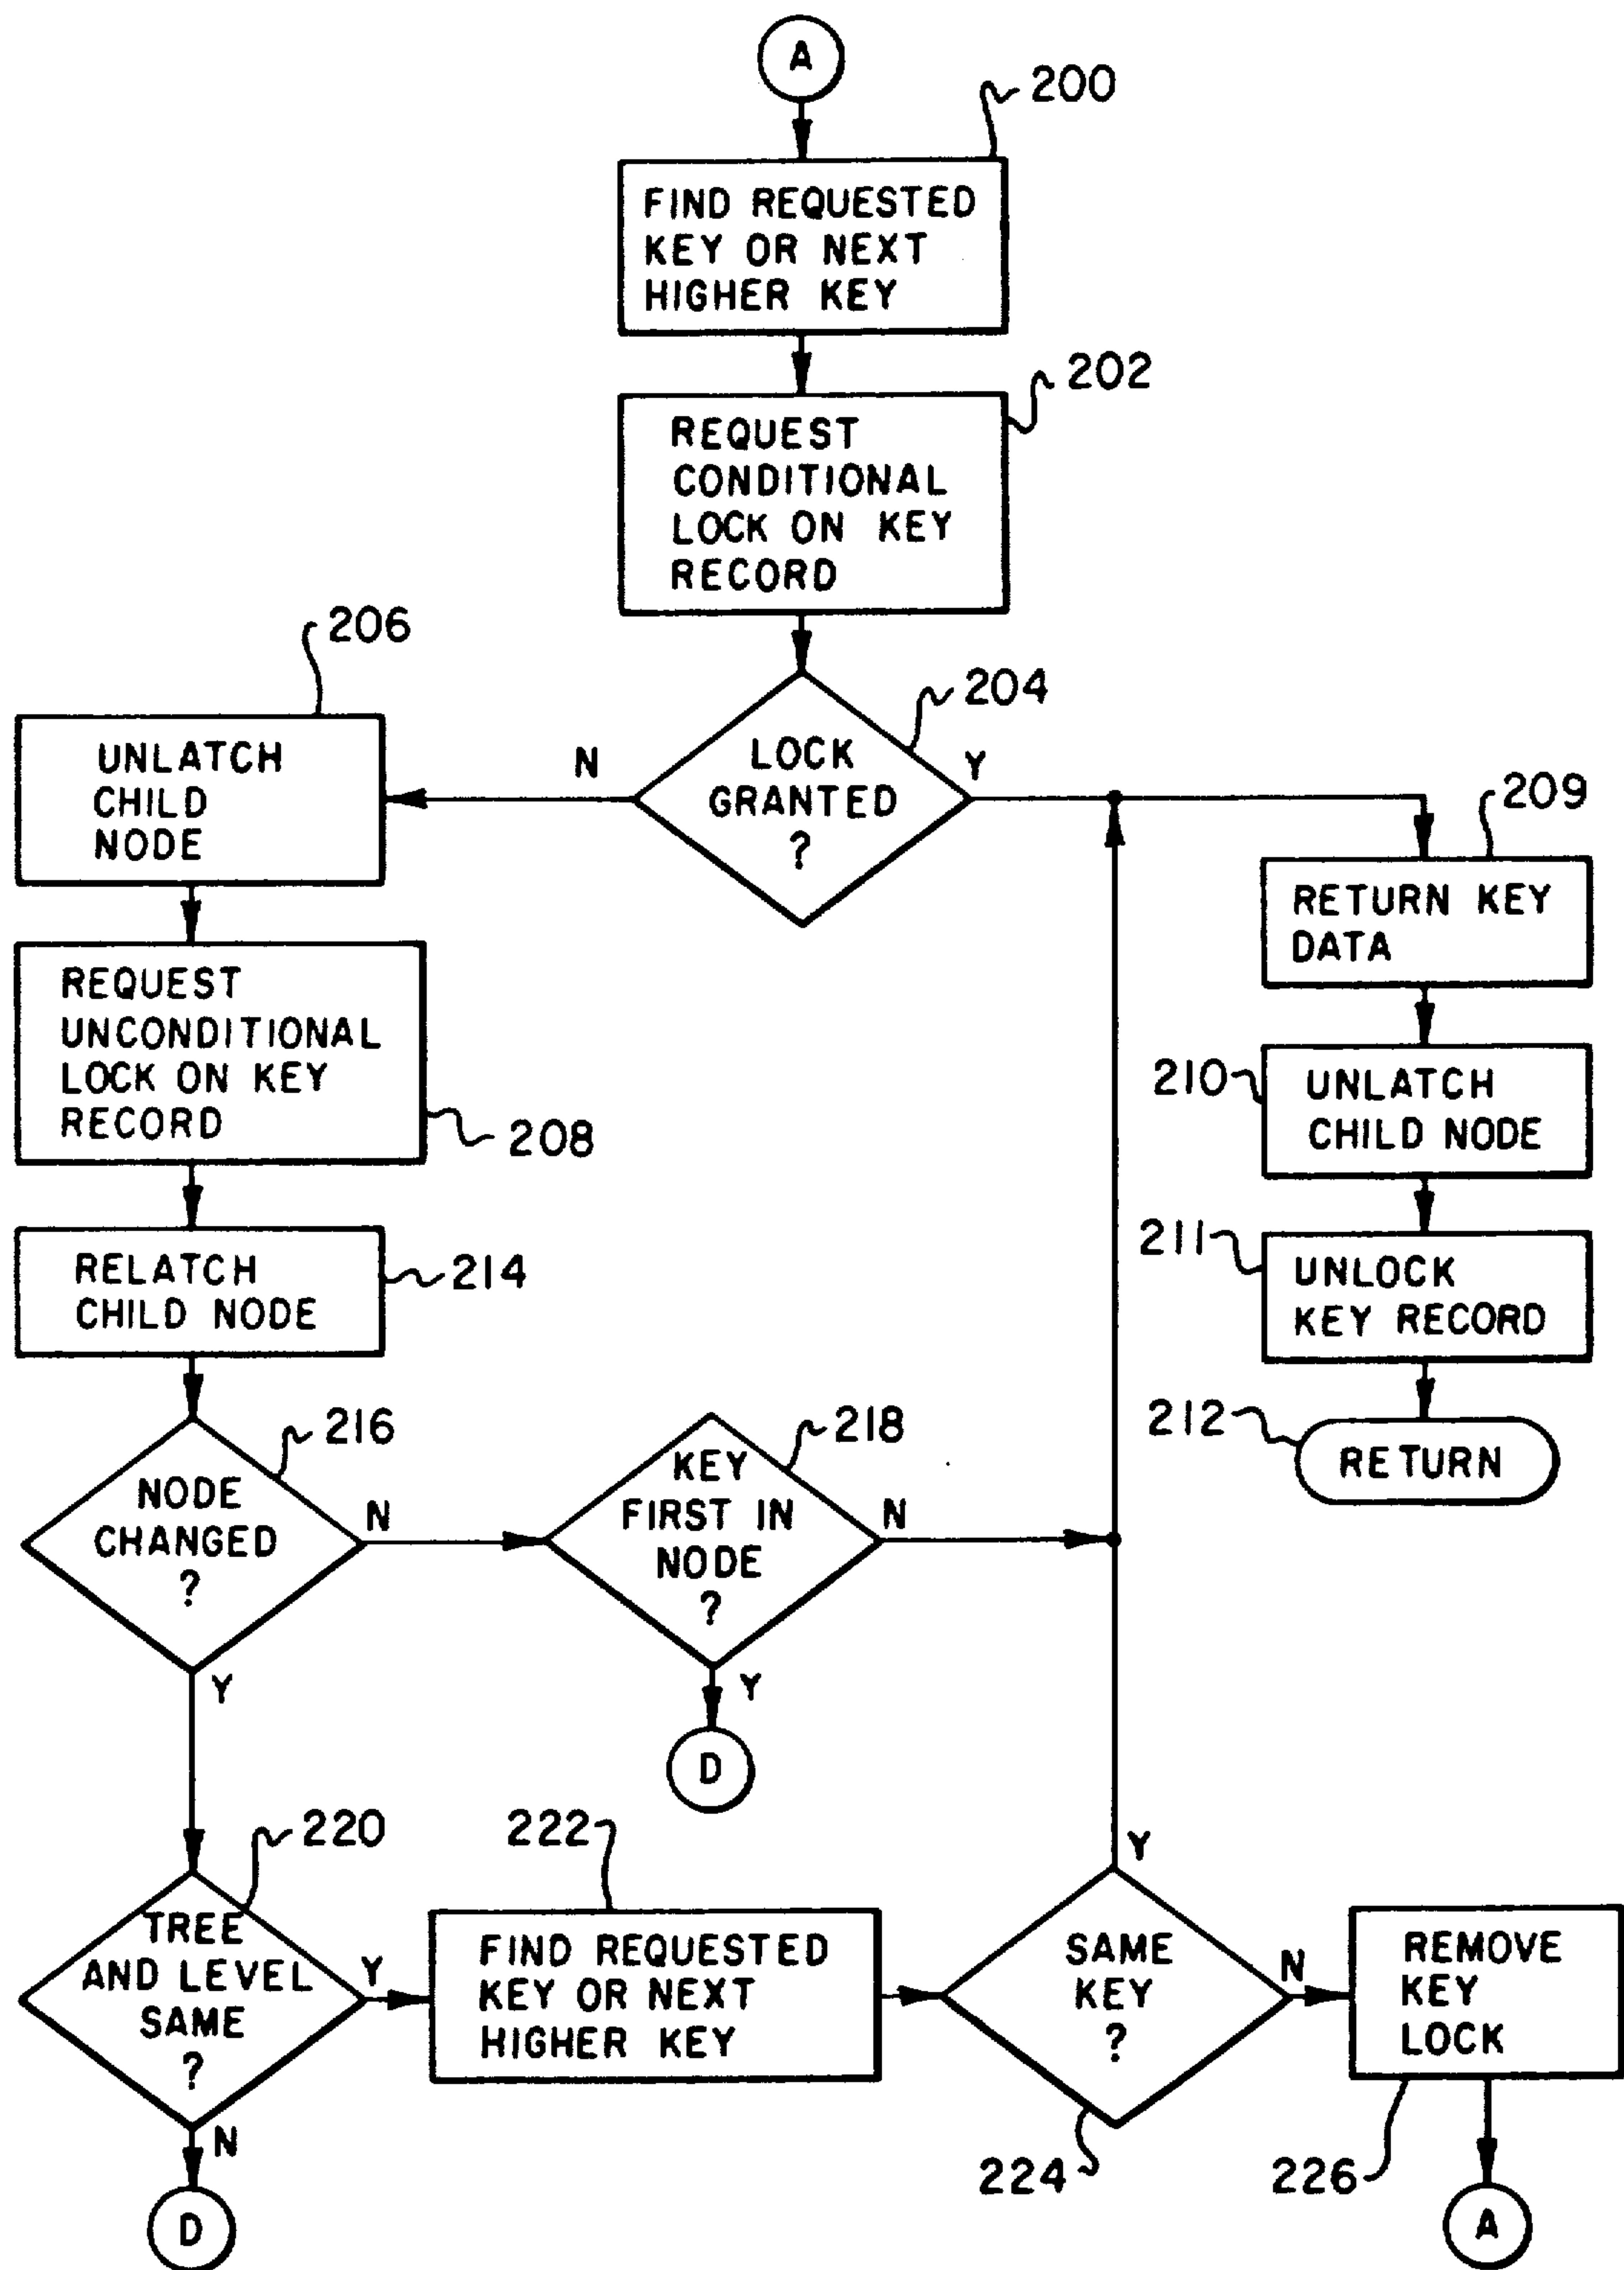 A
200
FIND REQUESTED
KEY OR NEXT
HIGHER KEY
202
REQUEST
CONDITIONAL
LOCK ON KEY
RECORD
204
LOCK
GRANTED
?
N
Y
206
UNLATCH
CHILD
NODE
REQUEST
UNCONDITIONAL
LOCK ON KEY
RECORD
208
209
RETURN KEY
DATA
210
UNLATCH
CHILD NODE
211
UNLOCK
KEY RECORD
212
RETURN
RELATCH
CHILD NODE
214
216
NODE
CHANGED
?
N
Y
218
KEY
FIRST IN
NODE
?
N
Y
D
220
TREE
AND LEVEL
SAME
?
Y
N
D
222
FIND REQUESTED
KEY OR NEXT
HIGHER KEY
Y
SAME
KEY
?
N
224
REMOVE
KEY
LOCK
226
A